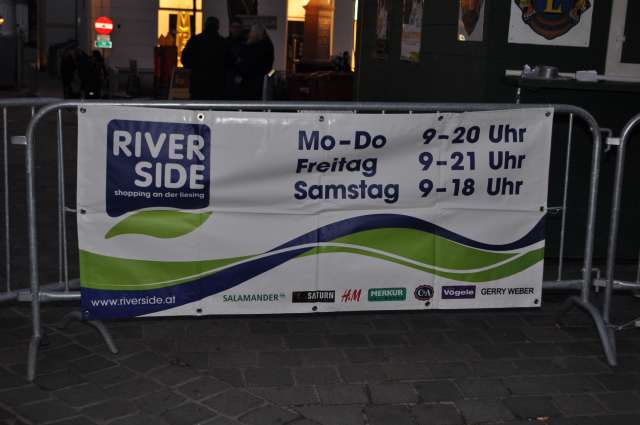 RIVER
SIDE
shopping an der liesing
Mo-Do 9-20 Uhr
Freitag 9-21 Uhr
Samstag 9-18 Uhr
www.riverside.at
SALAMANDER SATURN H&M MERKUR C&A Vögele GERRY WEBER
L